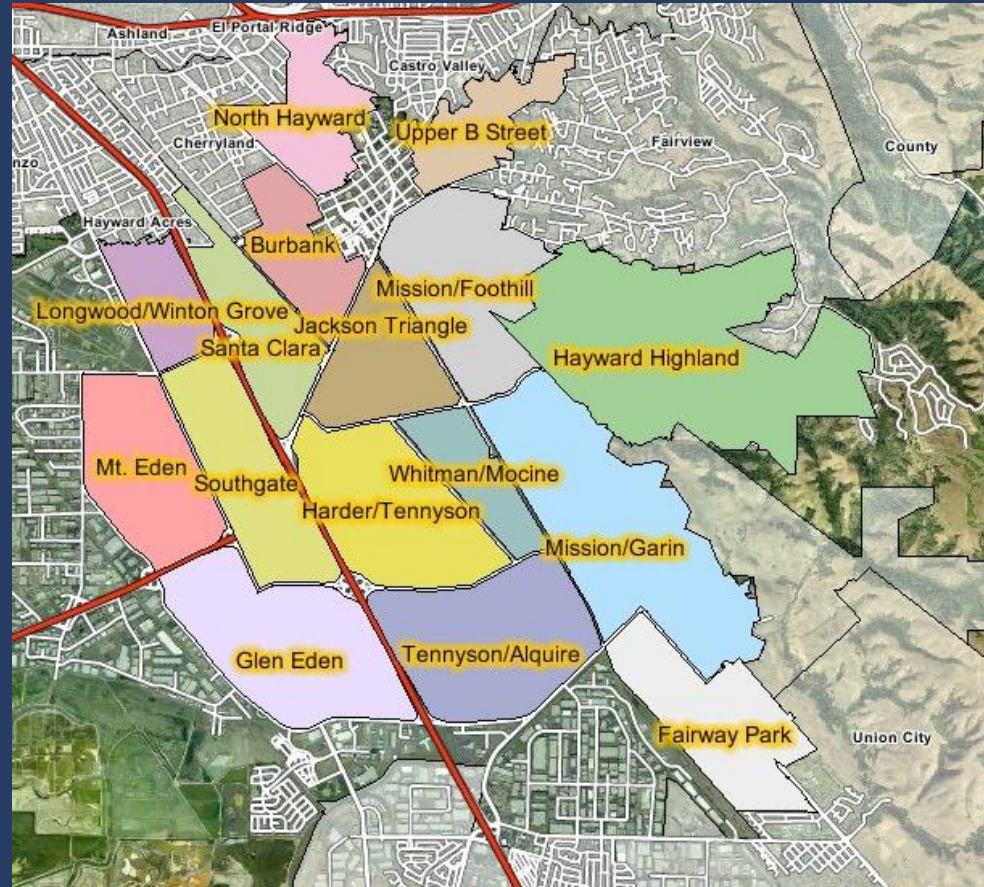 Ashland
El Portal Ridge
Castro Valley
North Hayward
Upper B Street
Cherryland
Fairview
County
nzo
Hayward Acres
Burbank
Mission/Foothill
Longwood/Winton Grove
Jackson Triangle
Santa Clara
Hayward Highland
Mt. Eden
Whitman/Mocine
Southgate
Harder/Tennyson
Mission/Garin
Glen Eden
Tennyson/Alquire
Fairway Park
Union City